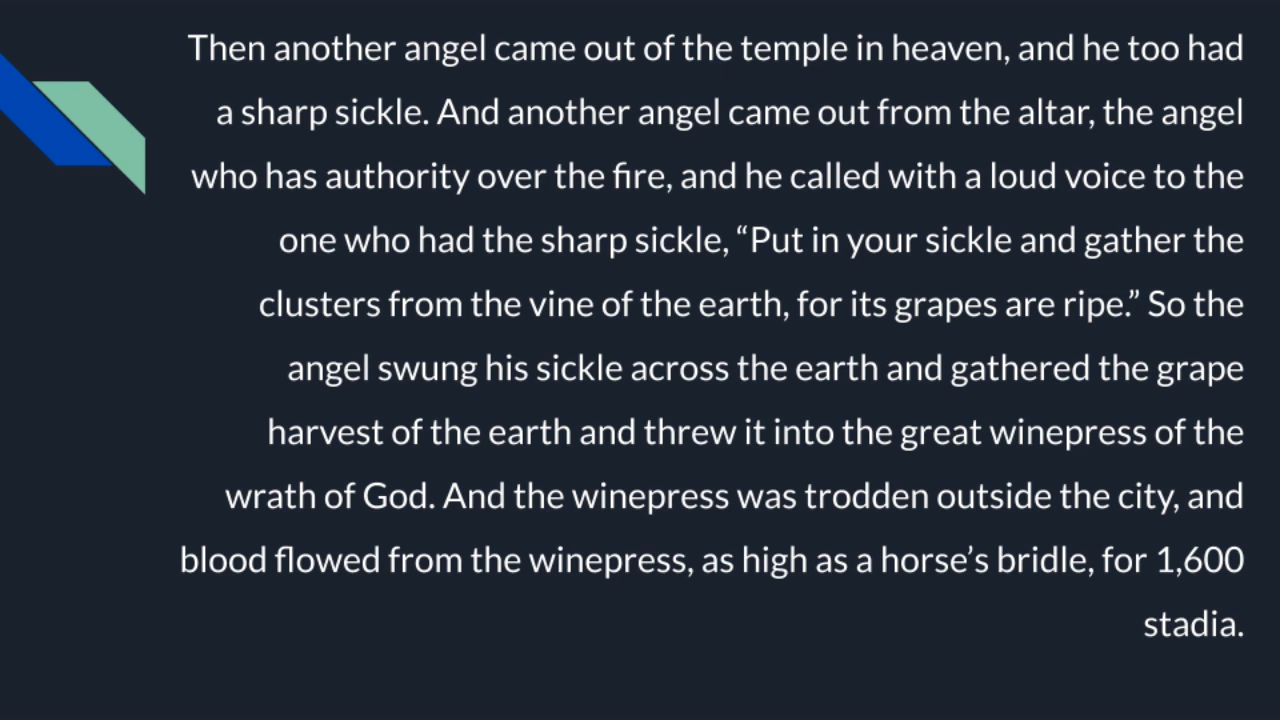 Then another angel came out of the temple in heaven, and he too had
a sharp sickle. And another angel came out from the altar, the angel
who has authority over the fire, and he called with a loud voice to the
one who had the sharp sickle, “Put in your sickle and gather the
clusters from the vine of the earth, for its grapes are ripe.” So the
angel swung his sickle across the earth and gathered the grape
harvest of the earth and threw it into the great winepress of the
wrath of God. And the winepress was trodden outside the city, and
blood flowed from the winepress, as high as a horse’s bridle, for 1,600
stadia.